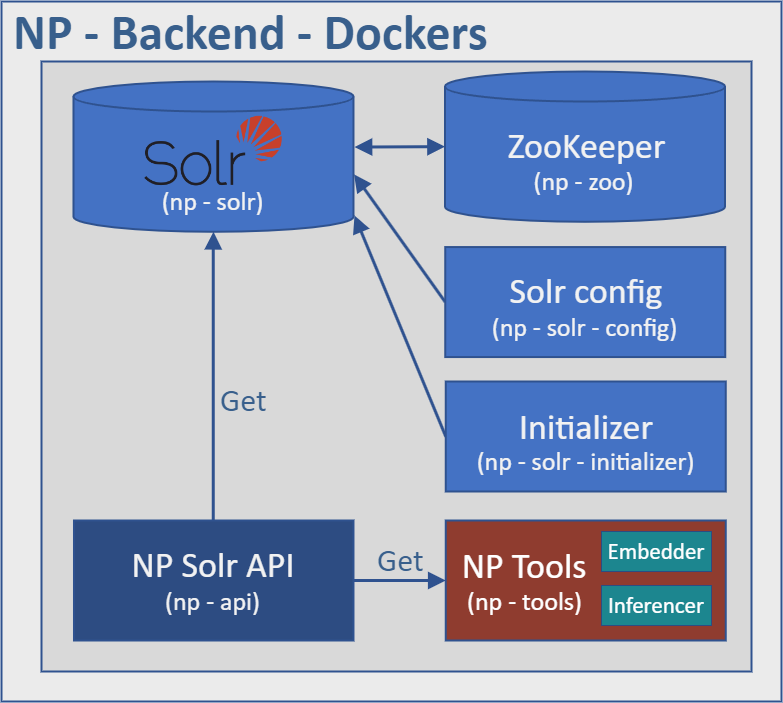 NP - Backend - Dockers
Solr
(np - solr)
ZooKeeper
(np - zoo)
Solr config
(np - solr - config)
Get
Initializer
(np - solr - initializer)
NP Solr API
(np - api)
Get
NP Tools
(np - tools)
Embedder
Inferencer